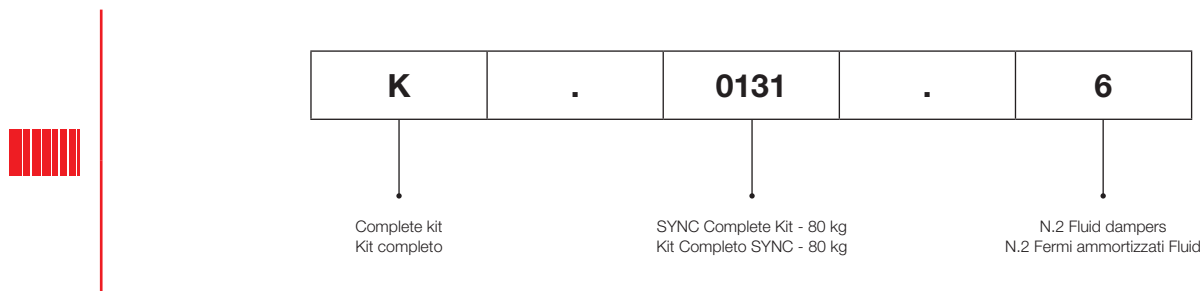 K . 0131 . 6
Complete kit
Kit completo
SYNC Complete Kit - 80 kg
Kit Completo SYNC - 80 kg
N.2 Fluid dampers
N.2 Fermi ammortizzati Fluid